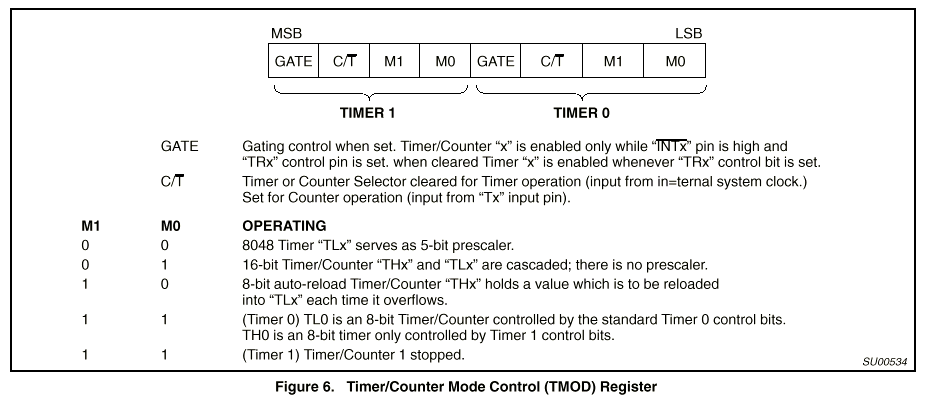 MSB LSB
GATE C/T̅ M1 M0 GATE C/T̅ M1 M0
TIMER 1 TIMER 0
GATE Gating control when set. Timer/Counter “x” is enabled only while “I̅N̅T̅x̅” pin is high and
“TRx” control pin is set. when cleared Timer “x” is enabled whenever “TRx” control bit is set.
C/T̅ Timer or Counter Selector cleared for Timer operation (input from in=ternal system clock.)
Set for Counter operation (input from “Tx” input pin).
M1 M0 OPERATING
0 0 8048 Timer “TLx” serves as 5-bit prescaler.
0 1 16-bit Timer/Counter “THx” and “TLx” are cascaded; there is no prescaler.
1 0 8-bit auto-reload Timer/Counter “THx” holds a value which is to be reloaded
into “TLx” each time it overflows.
1 1 (Timer 0) TL0 is an 8-bit Timer/Counter controlled by the standard Timer 0 control bits.
TH0 is an 8-bit timer only controlled by Timer 1 control bits.
1 1 (Timer 1) Timer/Counter 1 stopped.
SU00534
Figure 6. Timer/Counter Mode Control (TMOD) Register